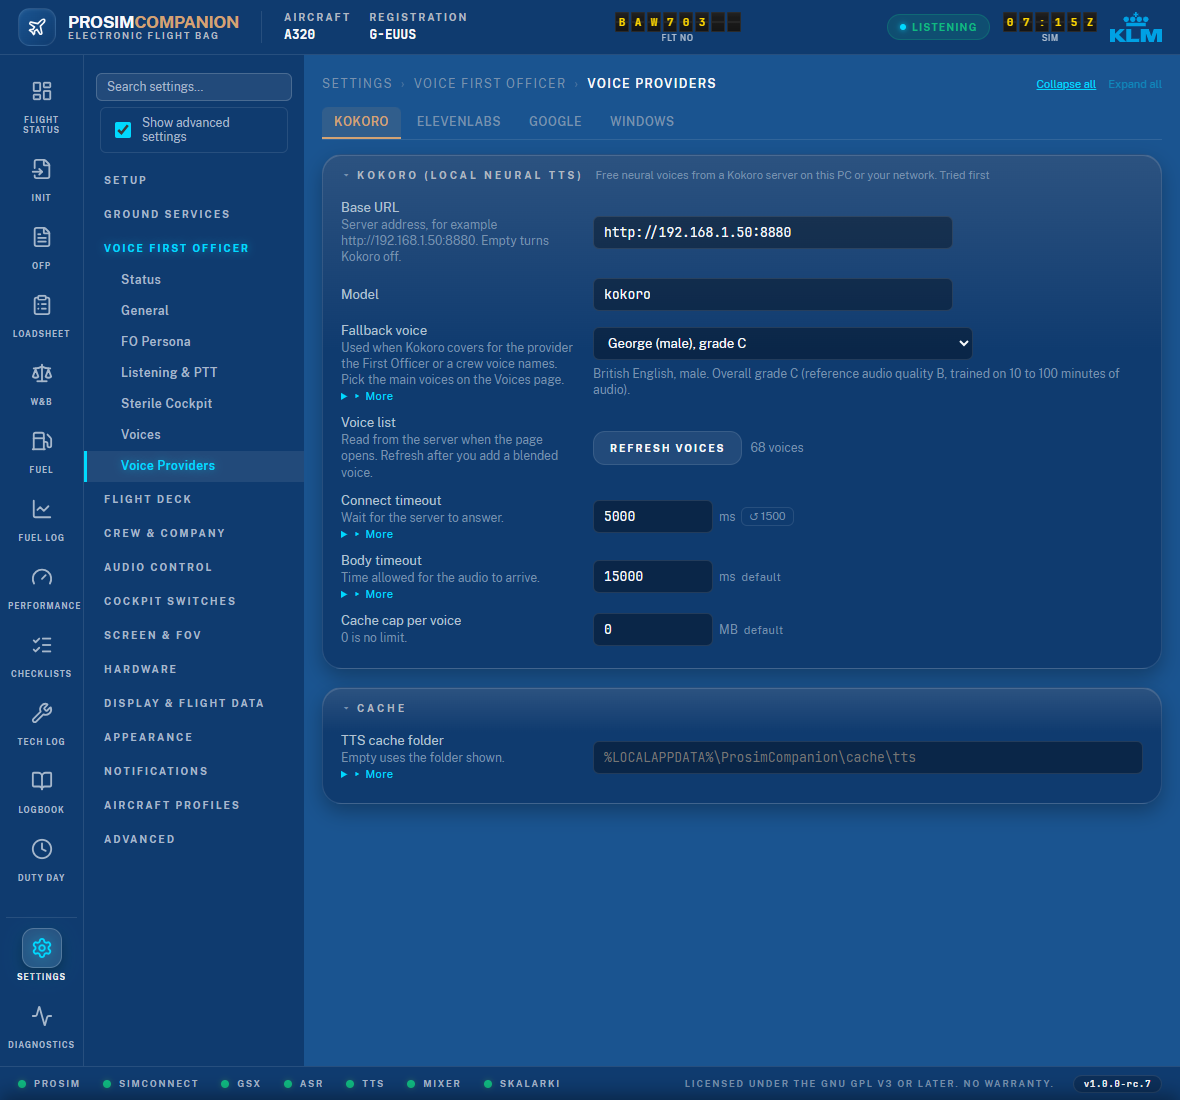 PROSIMCOMPANION
ELECTRONIC FLIGHT BAG
AIRCRAFT
A320
REGISTRATION
G-EUUS
BAW703
FLT NO
LISTENING
07:15Z
SIM
KLM
FLIGHT STATUS
INIT
OFP
LOADSHEET
W&B
FUEL
FUEL LOG
PERFORMANCE
CHECKLISTS
TECH LOG
LOGBOOK
DUTY DAY
SETTINGS
DIAGNOSTICS
Search settings...
Show advanced
settings
SETUP
GROUND SERVICES
VOICE FIRST OFFICER
Status
General
FO Persona
Listening & PTT
Sterile Cockpit
Voices
Voice Providers
FLIGHT DECK
CREW & COMPANY
AUDIO CONTROL
COCKPIT SWITCHES
SCREEN & FOV
HARDWARE
DISPLAY & FLIGHT DATA
APPEARANCE
NOTIFICATIONS
AIRCRAFT PROFILES
ADVANCED
SETTINGS › VOICE FIRST OFFICER › VOICE PROVIDERS
Collapse all Expand all
KOKORO ELEVENLABS GOOGLE WINDOWS
KOKORO (LOCAL NEURAL TTS) Free neural voices from a Kokoro server on this PC or your network. Tried first
Base URL
Server address, for example
http://192.168.1.50:8880. Empty turns
Kokoro off.
http://192.168.1.50:8880
Model
kokoro
Fallback voice
Used when Kokoro covers for the provider
the First Officer or a crew voice names.
Pick the main voices on the Voices page.
More
George (male), grade C
British English, male. Overall grade C (reference audio quality B, trained on 10 to 100 minutes of
audio).
Voice list
Read from the server when the page
opens. Refresh after you add a blended
voice.
REFRESH VOICES 68 voices
Connect timeout
Wait for the server to answer.
More
5000 ms ↺ 1500
Body timeout
Time allowed for the audio to arrive.
More
15000 ms default
Cache cap per voice
0 is no limit.
0 MB default
CACHE
TTS cache folder
Empty uses the folder shown.
More
%LOCALAPPDATA%\ProsimCompanion\cache\tts
PROSIM SIMCONNECT GSX ASR TTS MIXER SKALARKI
LICENSED UNDER THE GNU GPL V3 OR LATER. NO WARRANTY. v1.0.0-rc.7